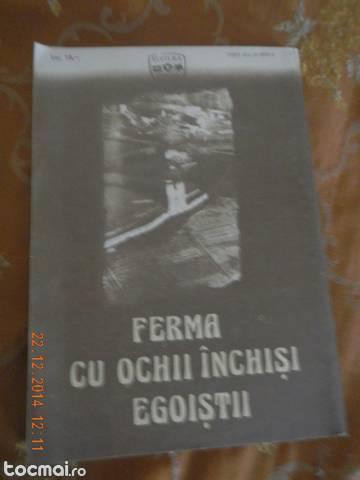 FERMA
CU OCHII ÎNCHIȘI
EGOIȘTII
22.12.2014 12:11
tocmai.ro